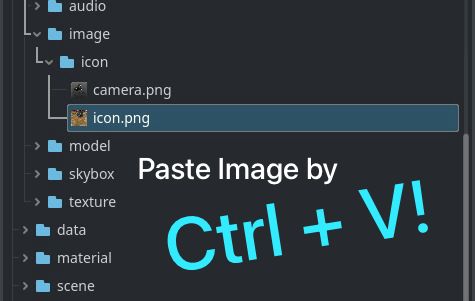 audio
image
icon
camera.png
icon.png
model
skybox
texture
data
material
scene
Paste Image by
Ctrl + V!